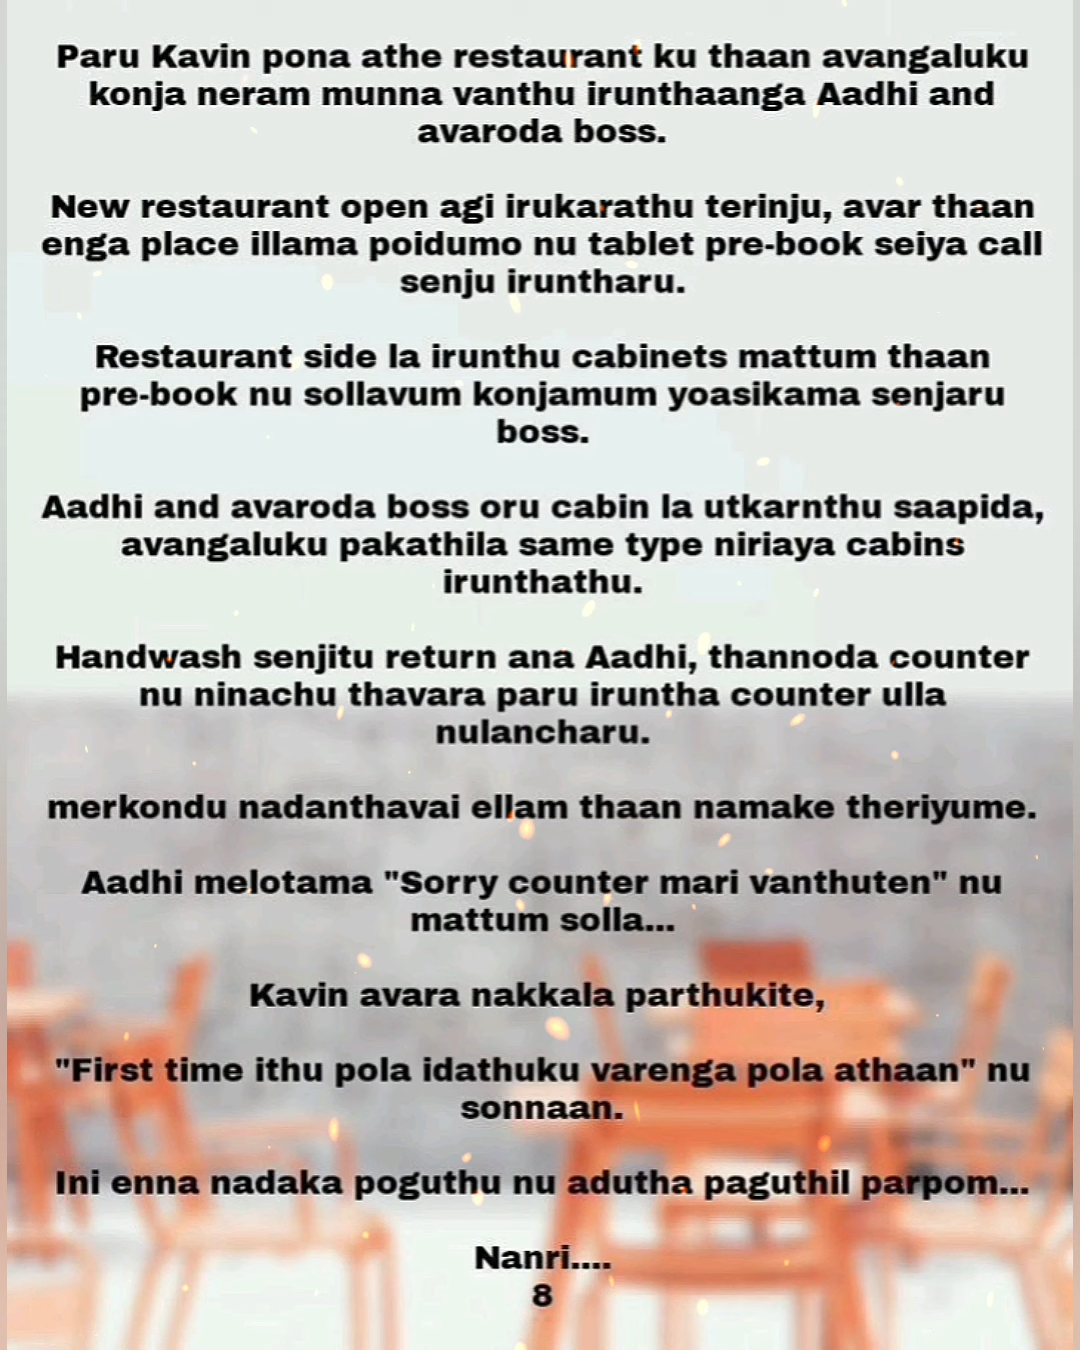 Paru Kavin pona athe restaurant ku thaan avangaluku
konja neram munna vanthu irunthaanga Aadhi and
avaroda boss.
New restaurant open agi irukarathu terinju, avar thaan
enga place illama poidumo nu tablet pre-book seiya call
senju iruntharu.
Restaurant side la irunthu cabinets mattum thaan
pre-book nu sollavum konjamum yoasikama senjaru
boss.
Aadhi and avaroda boss oru cabin la utkarnthu saapida,
avangaluku pakathila same type niriaya cabins
irunthathu.
Handwash senjitu return ana Aadhi, thannoda counter
nu ninachu thavara paru iruntha counter ulla
nulancharu.
merkondu nadanthavai ellam thaan namake theriyume.
Aadhi melotama "Sorry counter mari vanthuten" nu
mattum solla...
Kavin avara nakkala parthukite,
"First time ithu pola idathuku varenga pola athaan" nu
sonnaan.
Ini enna nadaka poguthu nu adutha paguthil parpom...
Nanri....
8